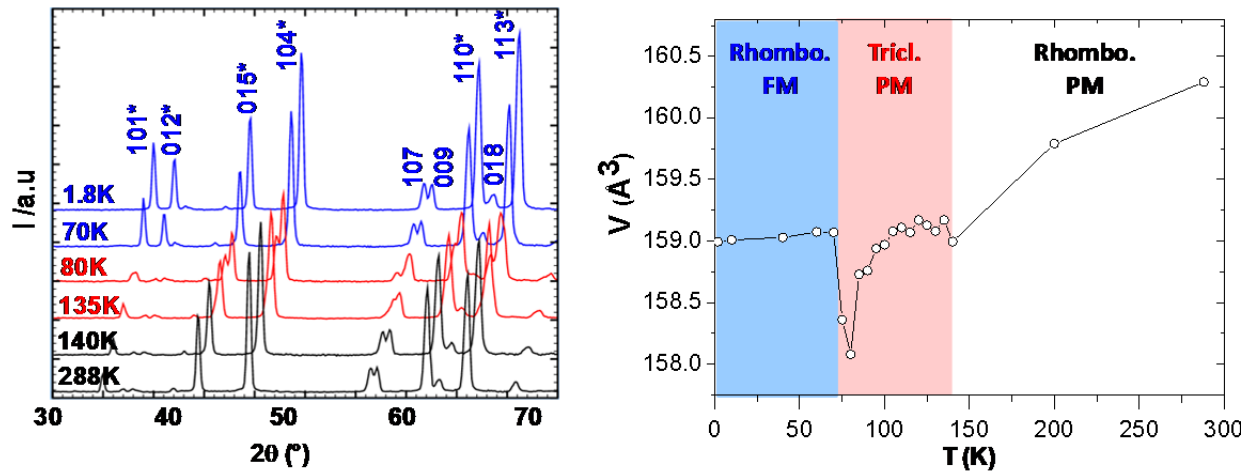 101*
012*
015*
104*
107
009
110*
018
113*
1.8K
70K
80K
135K
140K
288K
I /a.u
30 40 50 60 70
2θ (°)
Rhombo.
FM
Tricl.
PM
Rhombo.
PM
160.5
160.0
159.5
159.0
158.5
158.0
V (Å3)
0 50 100 150 200 250 300
T (K)